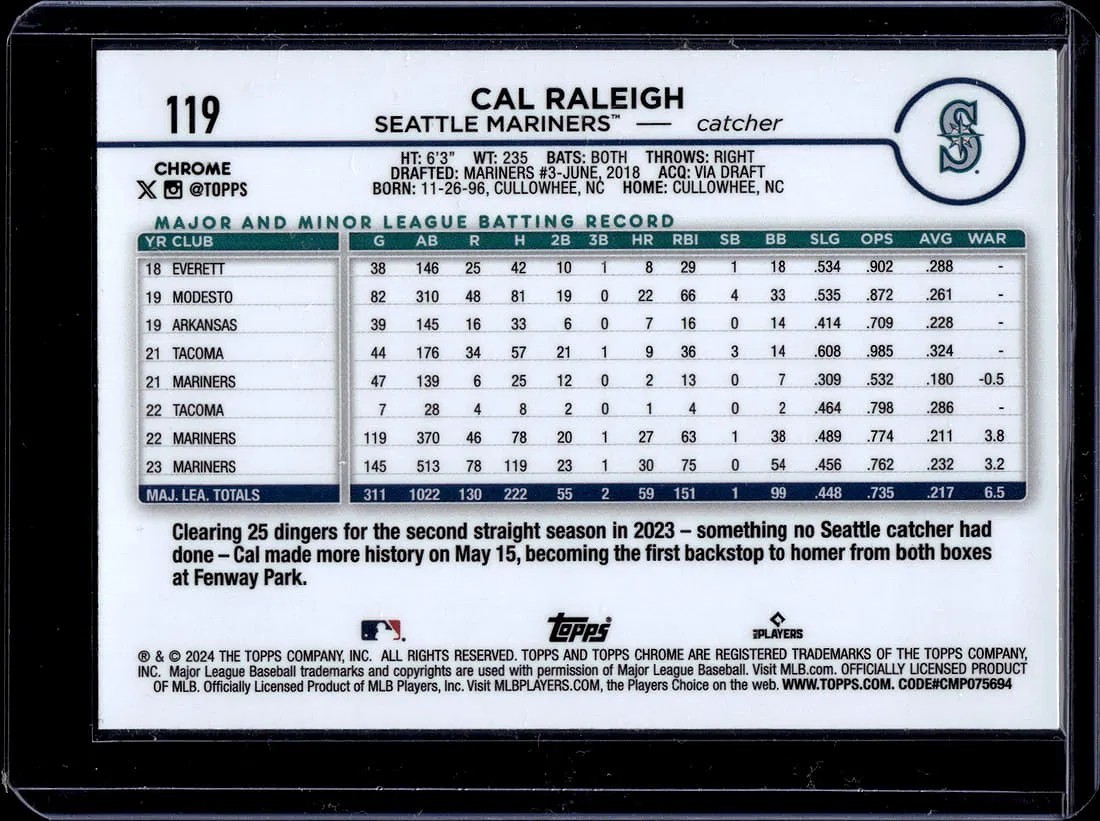 119
CAL RALEIGH
SEATTLE MARINERS™ — catcher
CHROME
@TOPPS
HT: 6'3" WT: 235 BATS: BOTH THROWS: RIGHT
DRAFTED: MARINERS #3-JUNE, 2018 ACQ: VIA DRAFT
BORN: 11-26-96, CULLOWHEE, NC HOME: CULLOWHEE, NC
S
MAJOR AND MINOR LEAGUE BATTING RECORD
YR CLUB G AB R H 2B 3B HR RBI SB BB SLG OPS AVG WAR
18 EVERETT 38 146 25 42 10 1 8 29 1 18 .534 .902 .288 -
19 MODESTO 82 310 48 81 19 0 22 66 4 33 .535 .872 .261 -
19 ARKANSAS 39 145 16 33 6 0 7 16 0 14 .414 .709 .228 -
21 TACOMA 44 176 34 57 21 1 9 36 3 14 .608 .985 .324 -
21 MARINERS 47 139 6 25 12 0 2 13 0 7 .309 .532 .180 -0.5
22 TACOMA 7 28 4 8 2 0 1 4 0 2 .464 .798 .286 -
22 MARINERS 119 370 46 78 20 1 27 63 1 38 .489 .774 .211 3.8
23 MARINERS 145 513 78 119 23 1 30 75 0 54 .456 .762 .232 3.2
MAJ. LEA. TOTALS 311 1022 130 222 55 2 59 151 1 99 .448 .735 .217 6.5
Clearing 25 dingers for the second straight season in 2023 – something no Seattle catcher had
done – Cal made more history on May 15, becoming the first backstop to homer from both boxes
at Fenway Park.
Topps®
MLB PLAYERS
® & © 2024 THE TOPPS COMPANY, INC. ALL RIGHTS RESERVED. TOPPS AND TOPPS CHROME ARE REGISTERED TRADEMARKS OF THE TOPPS COMPANY,
INC. Major League Baseball trademarks and copyrights are used with permission of Major League Baseball. Visit MLB.com. OFFICIALLY LICENSED PRODUCT
OF MLB. Officially Licensed Product of MLB Players, Inc. Visit MLBPLAYERS.COM, the Players Choice on the web. WWW.TOPPS.COM. CODE#CMP075694